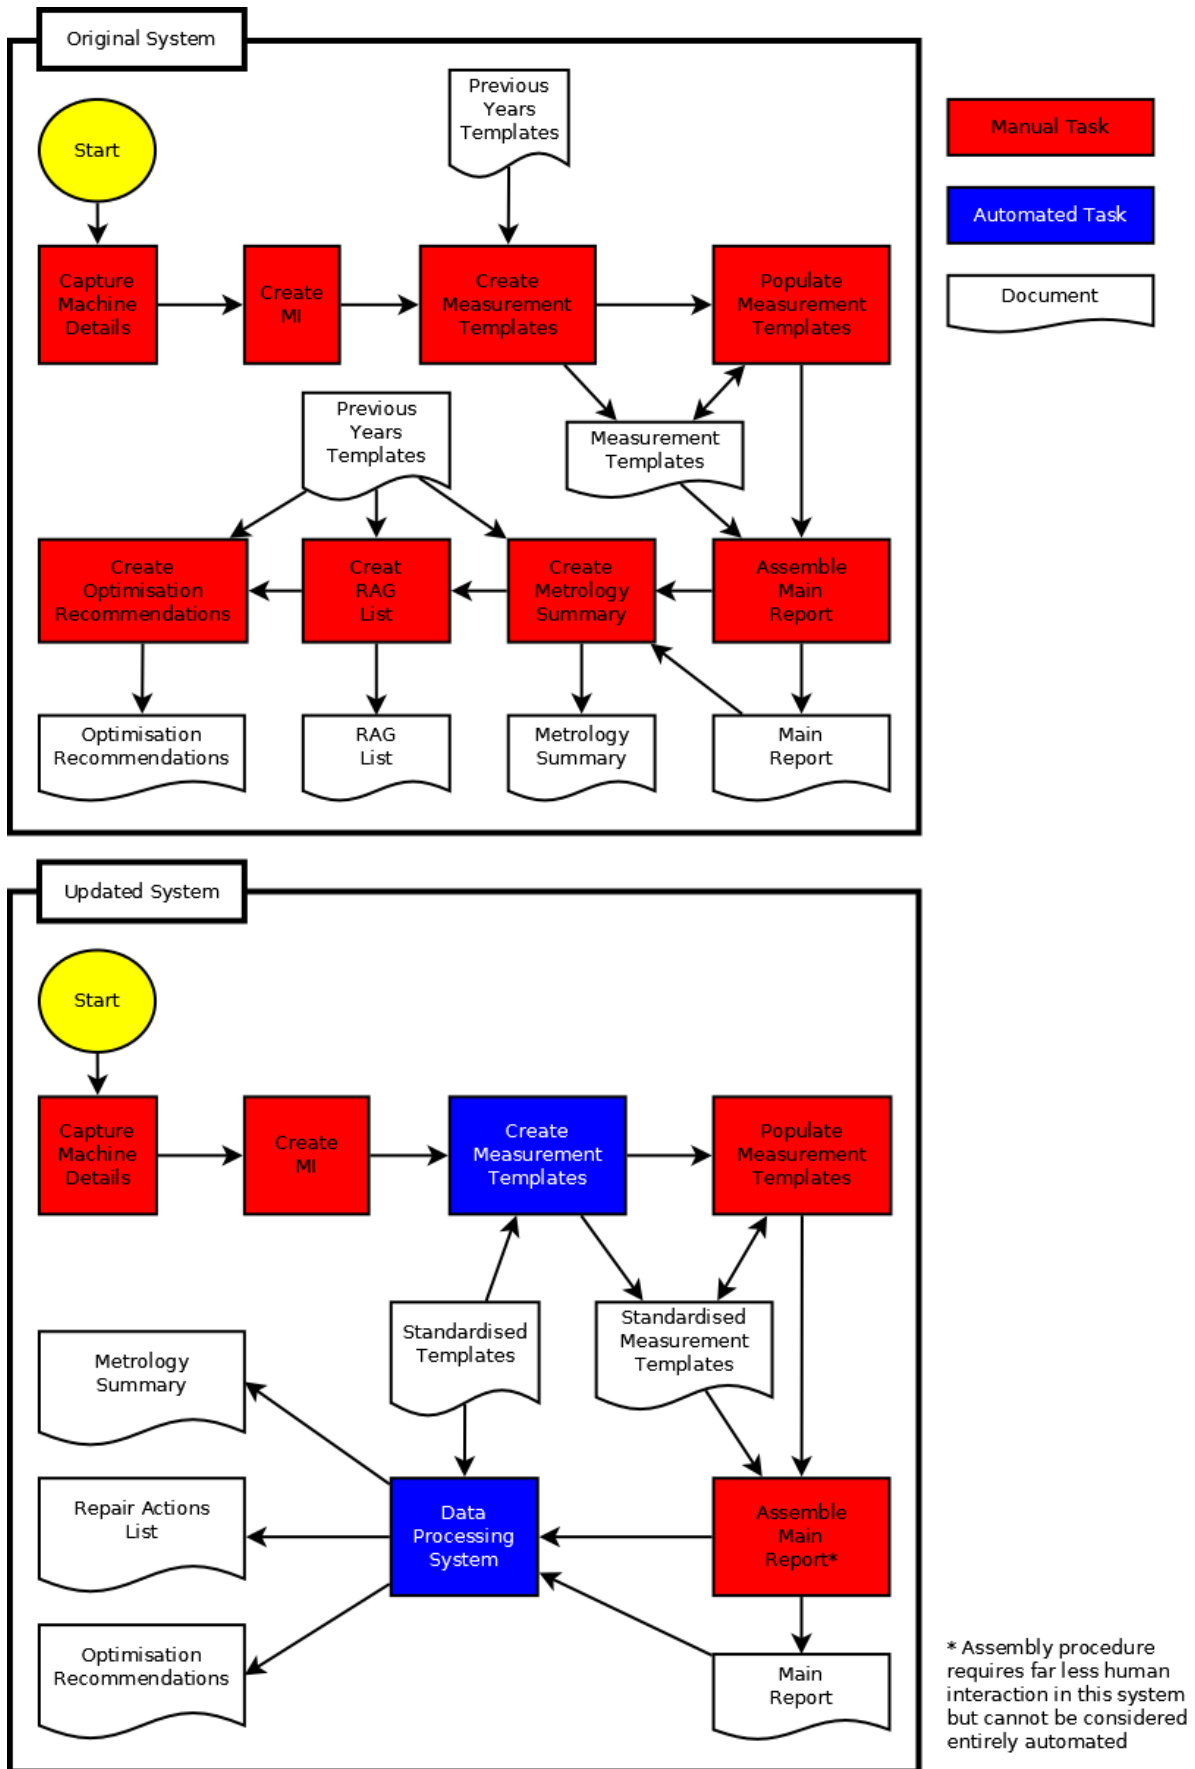 Original System
Previous
Years
Templates
Start
Manual Task
Automated Task
Document
Capture
Machine
Details
Create
MI
Create
Measurement
Templates
Populate
Measurement
Templates
Previous
Years
Templates
Measurement
Templates
Create
Optimisation
Recommendations
Creat
RAG
List
Create
Metrology
Summary
Assemble
Main
Report
Optimisation
Recommendations
RAG
List
Metrology
Summary
Main
Report
Updated System
Start
Capture
Machine
Details
Create
MI
Create
Measurement
Templates
Populate
Measurement
Templates
Standardised
Templates
Standardised
Measurement
Templates
Metrology
Summary
Repair Actions
List
Data
Processing
System
Assemble
Main
Report*
Optimisation
Recommendations
Main
Report
* Assembly procedure
requires far less human
interaction in this system
but cannot be considered
entirely automated